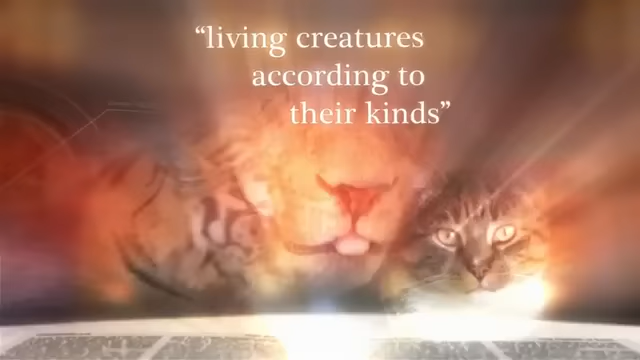 “living creatures
according to
their kinds”